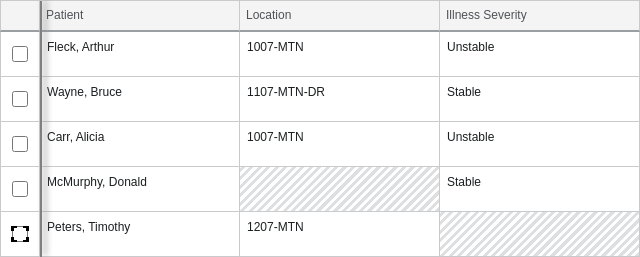 Patient Location Illness Severity
Fleck, Arthur 1007-MTN Unstable
Wayne, Bruce 1107-MTN-DR Stable
Carr, Alicia 1007-MTN Unstable
McMurphy, Donald Stable
Peters, Timothy 1207-MTN